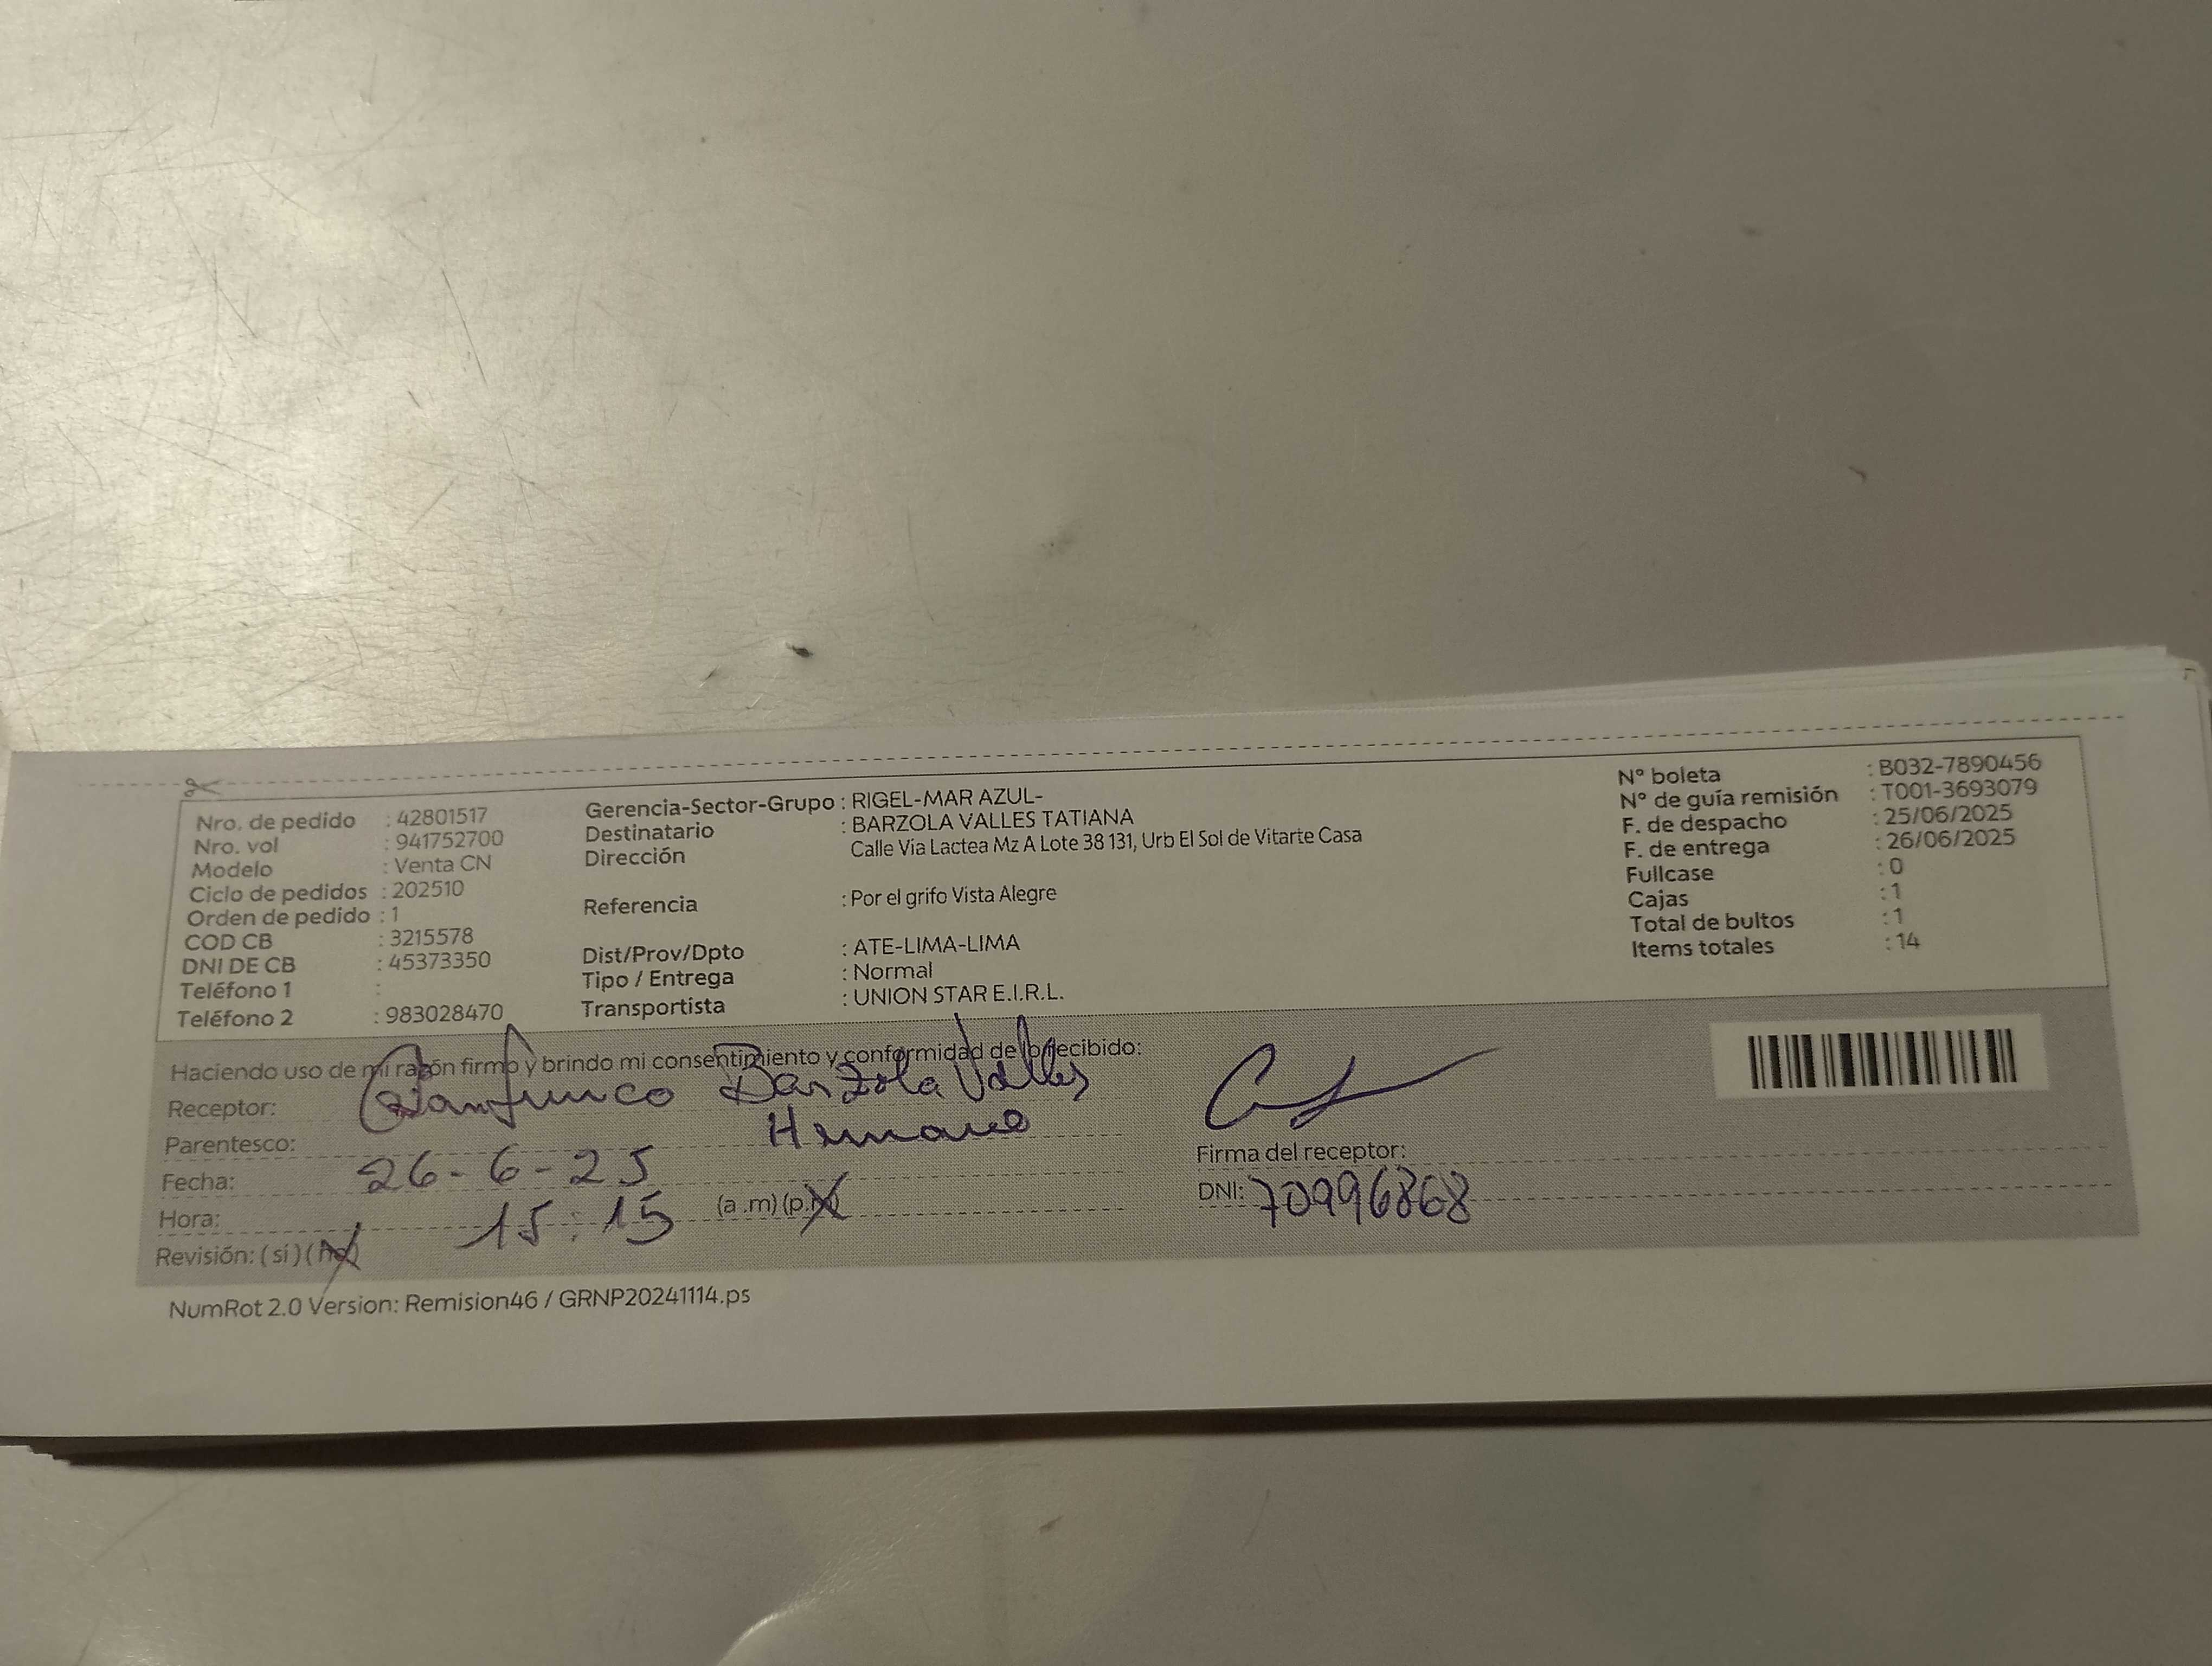 Nro. de pedido : 42801517
Nro. vol : 941752700
Modelo : Venta CN
Ciclo de pedidos : 202510
Orden de pedido : 1
COD CB : 3215578
DNI DE CB : 45373350
Teléfono 1 :
Teléfono 2 : 983028470
Gerencia-Sector-Grupo : RIGEL-MAR AZUL-
Destinatario : BARZOLA VALLES TATIANA
Dirección Calle Via Lactea Mz A Lote 38 131, Urb El Sol de Vitarte Casa
Referencia : Por el grifo Vista Alegre
Dist/Prov/Dpto : ATE-LIMA-LIMA
Tipo / Entrega : Normal
Transportista : UNION STAR E.I.R.L.
N° boleta : B032-7890456
N° de guía remisión : T001-3693079
F. de despacho : 25/06/2025
F. de entrega : 26/06/2025
Fullcase : 0
Cajas : 1
Total de bultos : 1
Items totales : 14
Haciendo uso de mi razón firmo y brindo mi consentimiento y conformidad de lo recibido:
Receptor: Gianfranco Barzola Valles
Parentesco: Hermano
Fecha: 26-6-25
Hora: 15:15 (a.m) (p.m)
Revisión: ( sí ) ( no )
Firma del receptor:
DNI: 70996868
NumRot 2.0 Version: Remision46 / GRNP20241114.ps